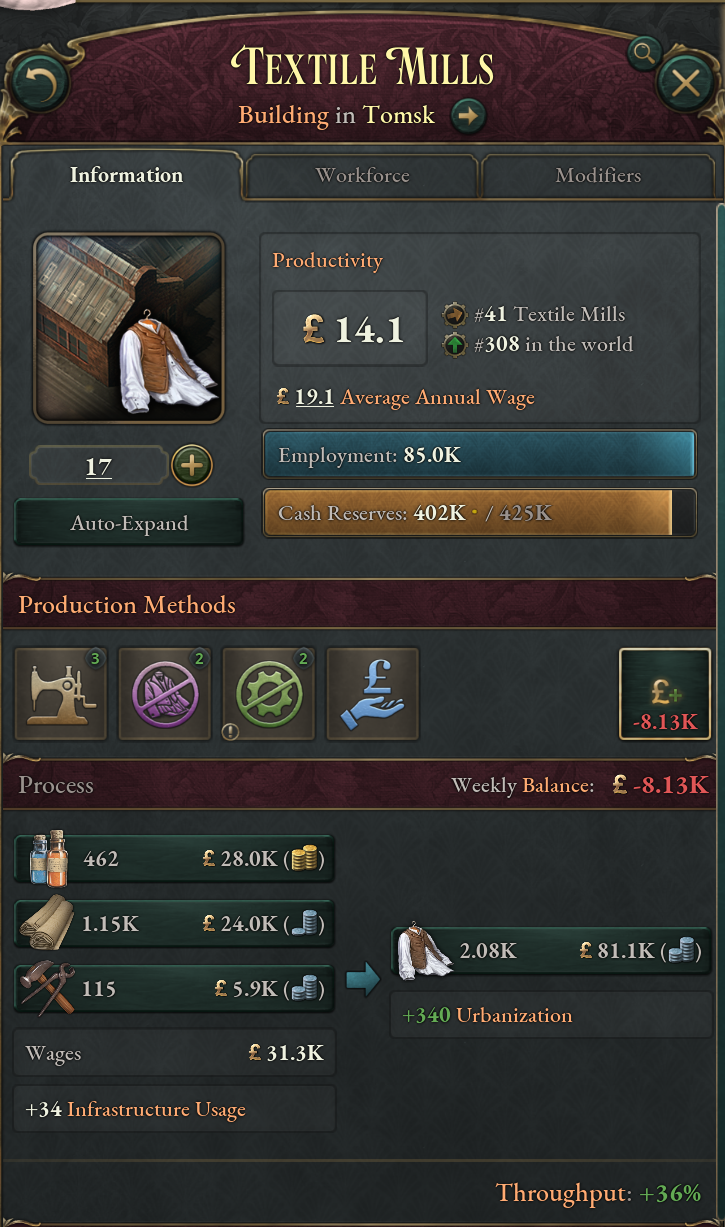 TEXTILE MILLS
Building in Tomsk
Information
Workforce
Modifiers
Productivity
£ 14.1
#41 Textile Mills
#308 in the world
£ 19.1 Average Annual Wage
17
Employment: 85.0K
Auto-Expand
Cash Reserves: 402K • / 425K
Production Methods
3
2
2
!
£
£+
-8.13K
Process
Weekly Balance: £ -8.13K
462
£ 28.0K ( )
1.15K
£ 24.0K ( )
2.08K
£ 81.1K ( )
115
£ 5.9K ( )
+340 Urbanization
Wages
£ 31.3K
+34 Infrastructure Usage
Throughput: +36%